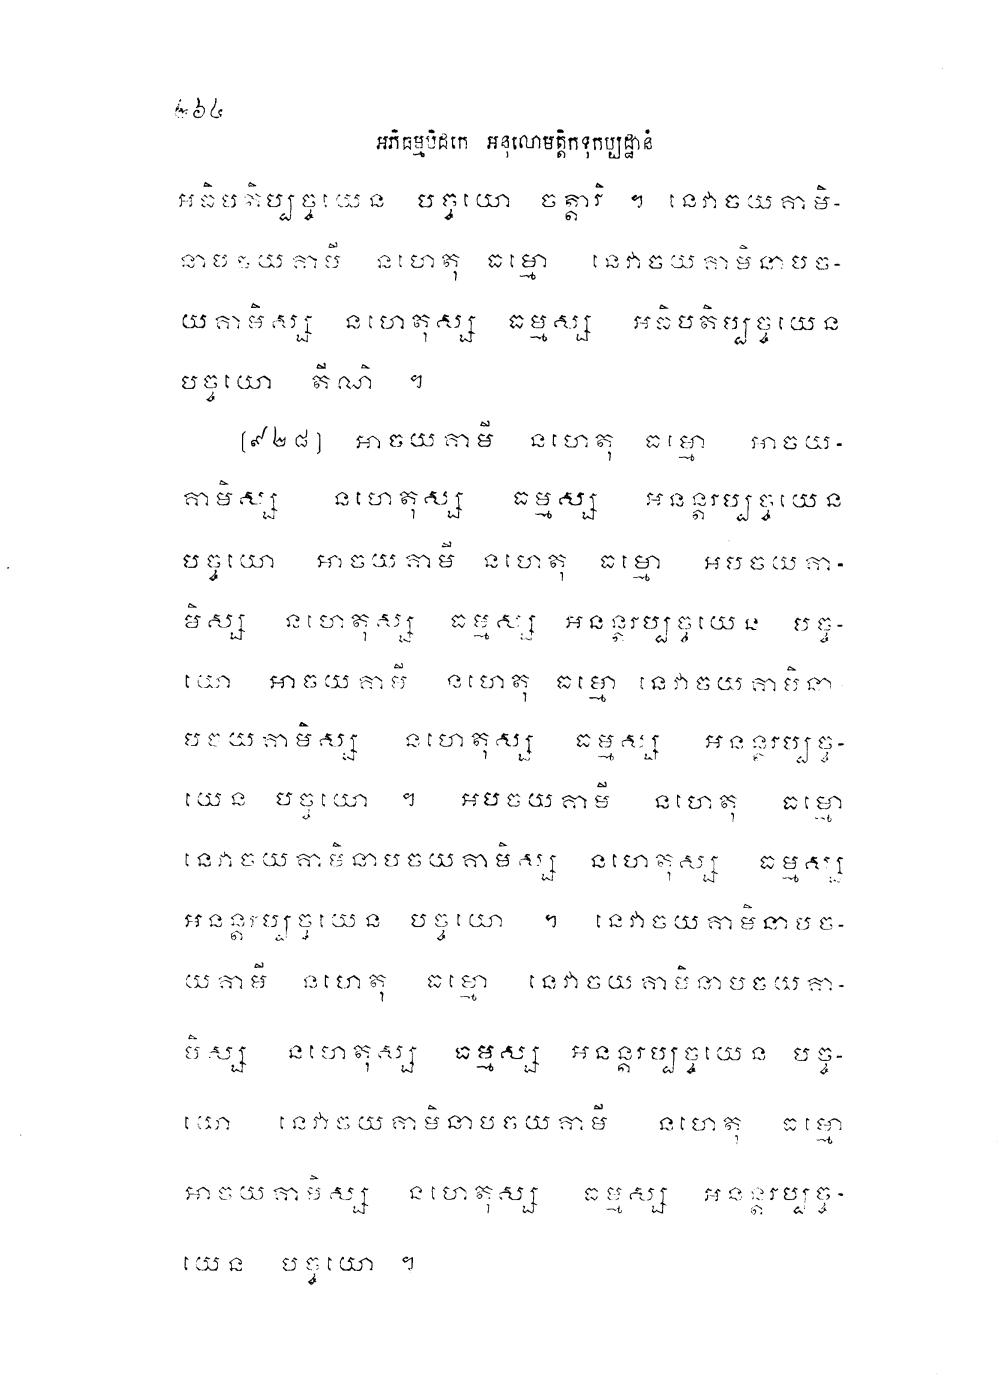 ២៦៤
អភិធម្មបិដកេ អនុលោមត្តិកទុកប្បដ្ឋានំ
អធិបតិប្បច្ចយេន បច្ចយោ ចត្តារិ ។ នេវាចយគាមិ-
នាបចយគាមី នហេតុ ធម្មោ នេវាចយគាមិនាបច-
យគាមិស្ស នហេតុស្ស ធម្មស្ស អធិបតិប្បច្ចយេន
បច្ចយោ តីណិ ។
[៩២៨] អាចយគាមី នហេតុ ធម្មោ អាចយ-
គាមិស្ស នហេតុស្ស ធម្មស្ស អនន្តរប្បច្ចយេន
បច្ចយោ អាចយគាមី នហេតុ ធម្មោ អបចយគា-
មិស្ស នហេតុស្ស ធម្មស្ស អនន្តរប្បច្ចយេន បច្ច-
យោ អាចយគាមី នហេតុ ធម្មោ នេវាចយគាមិនា
បចយគាមិស្ស នហេតុស្ស ធម្មស្ស អនន្តរប្បច្ច-
យេន បច្ចយោ ។ អបចយគាមី នហេតុ ធម្មោ
នេវាចយគាមិនាបចយគាមិស្ស នហេតុស្ស ធម្មស្ស
អនន្តរប្បច្ចយេន បច្ចយោ ។ នេវាចយគាមិនាបច-
យគាមី នហេតុ ធម្មោ នេវាចយគាមិនាបចយគា-
មិស្ស នហេតុស្ស ធម្មស្ស អនន្តរប្បច្ចយេន បច្ច-
យោ នេវាចយគាមិនាបចយគាមី នហេតុ ធម្មោ
អាចយគាមិស្ស នហេតុស្ស ធម្មស្ស អនន្តរប្បច្ច-
យេន បច្ចយោ ។